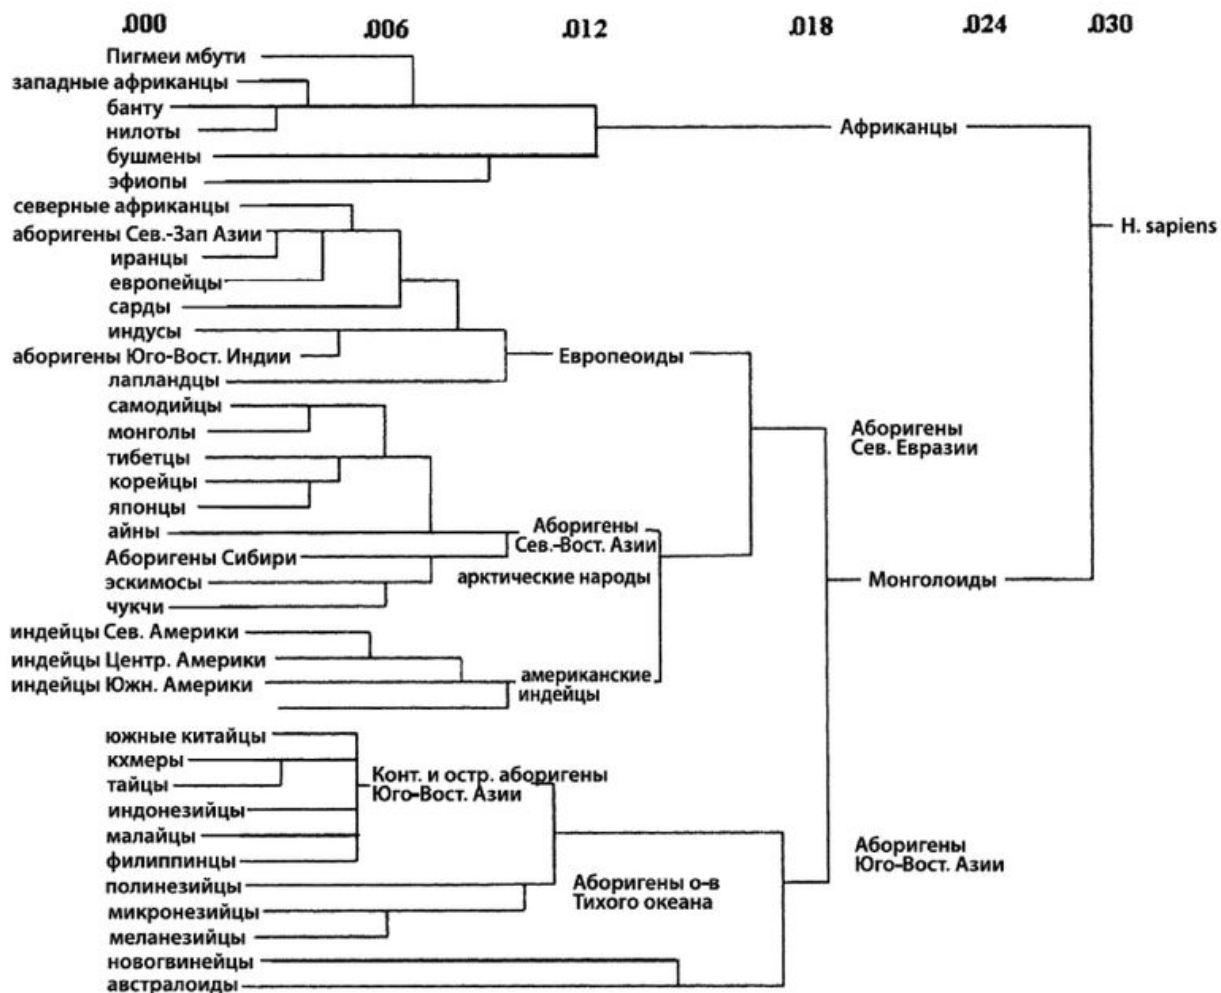 .000 .006 .012 .018 .024 .030
Пигмеи мбути
западные африканцы
банту
нилоты
бушмены
эфиопы
Африканцы
северные африканцы
аборигены Сев.-Зап Азии
иранцы
европейцы
сарды
индусы
аборигены Юго-Вост. Индии
лапландцы
H. sapiens
Европеоиды
самодийцы
монголы
тибетцы
корейцы
японцы
айны
Аборигены Сибири
эскимосы
чукчи
Аборигены
Сев. Евразии
Аборигены
Сев.-Вост. Азии
арктические народы
Монголоиды
индейцы Сев. Америки
индейцы Центр. Америки
индейцы Южн. Америки
американские
индейцы
южные китайцы
кхмеры
тайцы
индонезийцы
малайцы
филиппинцы
полинезийцы
микронезийцы
меланезийцы
новогвинейцы
австралоиды
Конт. и остр. аборигены
Юго-Вост. Азии
Аборигены о-в
Тихого океана
Аборигены
Юго-Вост. Азии